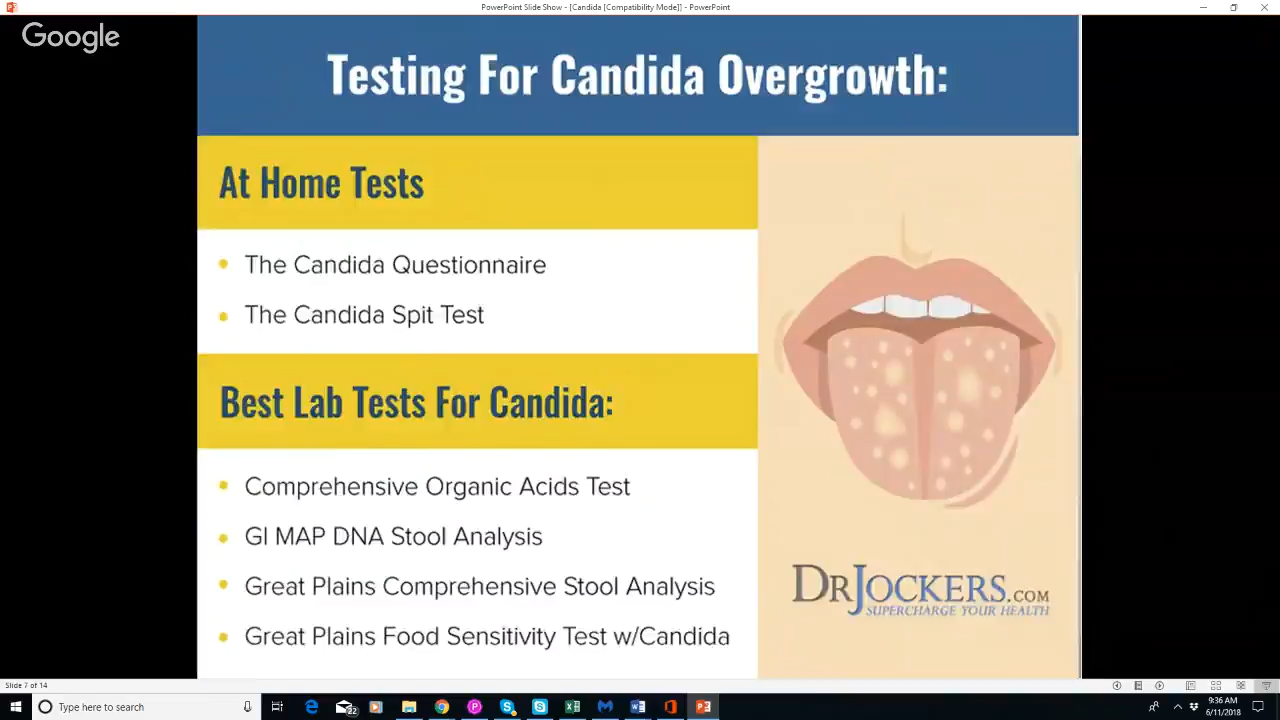 PowerPoint Slide Show - [Candida [Compatibility Mode]] - PowerPoint
Google
Testing For Candida Overgrowth:
At Home Tests
• The Candida Questionnaire
• The Candida Spit Test
Best Lab Tests For Candida:
• Comprehensive Organic Acids Test
• GI MAP DNA Stool Analysis
• Great Plains Comprehensive Stool Analysis
• Great Plains Food Sensitivity Test w/Candida
DRJOCKERS.COM
SUPERCHARGE YOUR HEALTH
Slide 7 of 14
Type here to search
22
9:36 AM
6/11/2018